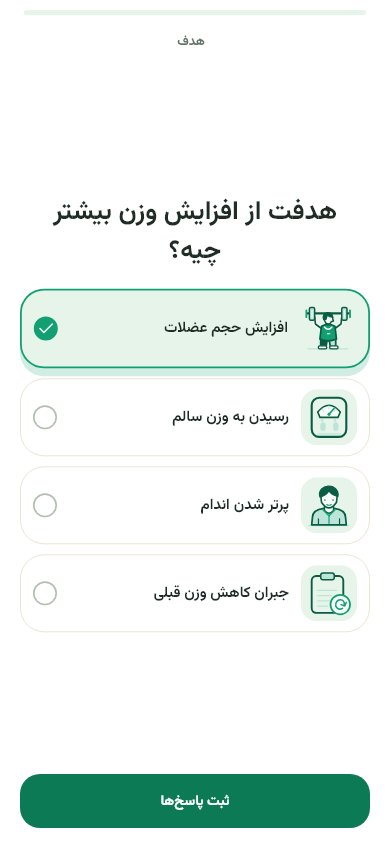 هدف
هدفت از افزایش وزن بیشتر
چیه؟
افزایش حجم عضلات
رسیدن به وزن سالم
پرتر شدن اندام
جبران کاهش وزن قبلی
ثبت پاسخ‌ها